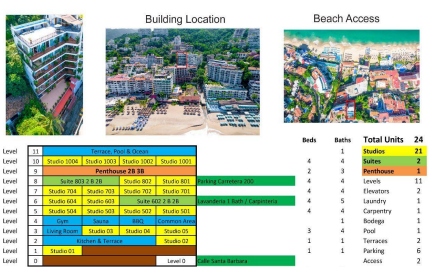 Building Location
Beach Access
Beds Baths Total Units 24
Level 11 Terrace, Pool & Ocean 1 Studios 21
Level 10 Studio 1004 Studio 1003 Studio 1002 Studio 1001 4 4 Suites 2
Level 9 Penthouse 2B 3B 2 3 Penthouse 1
Level 8 Suite 803 2 B 2B Studio 802 Studio 801 Parking Carretera 200 4 4 Levels 11
Level 7 Studio 704 Studio 703 Studio 702 Studio 701 4 4 Elevators 2
Level 6 Studio 604 Studio 603 Suite 602 2 B 2B Lavanderia 1 Bath / Carpinteria 4 5 Laundry 1
Level 5 Studio 504 Studio 503 Studio 502 Studio 501 4 4 Carpentry 1
Level 4 Gym Sauna BBQ Common Area 1 Bodega 1
Level 3 Living Room Studio 03 Studio 04 Studio 05 3 4 Pool 1
Level 2 Kitchen & Terrace Studio 02 1 1 Terraces 2
Level 1 Studio 01 1 1 Parking 6
Level 0 Level 0 Calle Santa Barbara Access 2